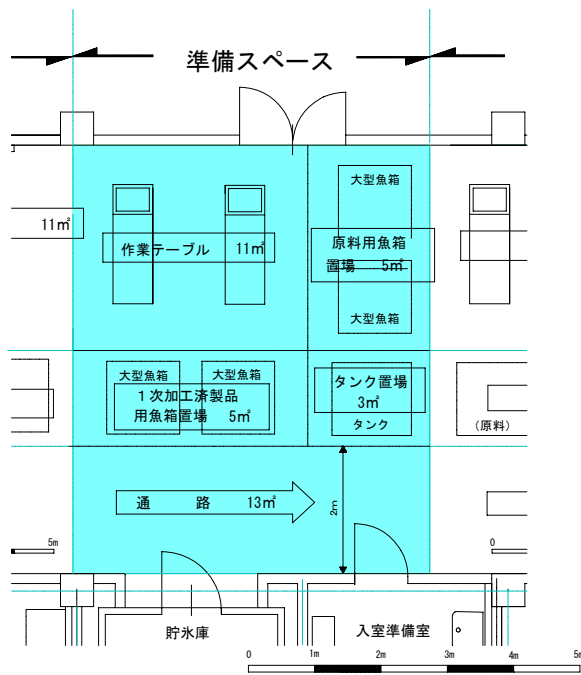 準備スペース
大型魚箱
11㎡
作業テーブル 11㎡
原料用魚箱
置場 5㎡
大型魚箱
大型魚箱
大型魚箱
1次加工済製品
用魚箱置場 5㎡
タンク置場
3㎡
タンク
(原料)
通路 13㎡
2m
5m
0
貯氷庫
入室準備室
0 1m 2m 3m 4m 5m